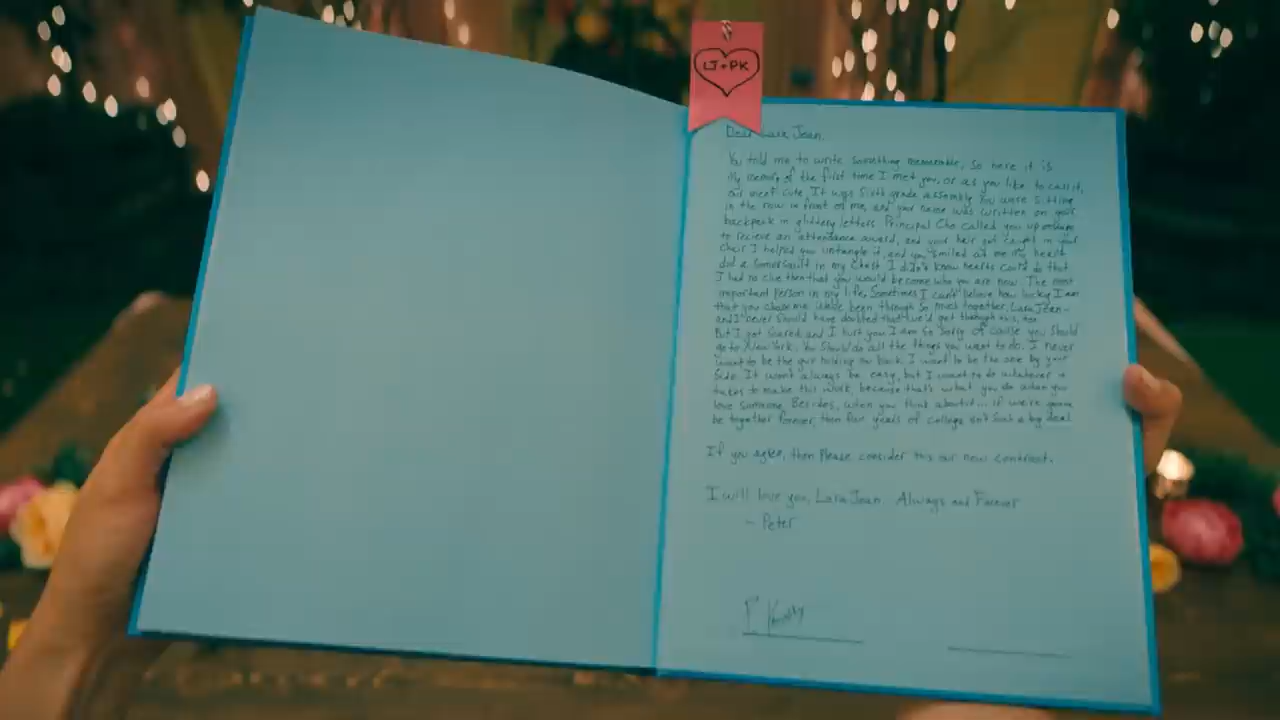 LJ+PK
Dear Lara Jean,
You told me to write something memorable, so here it is
My memory of the first time I met you, or as you like to call it,
our meet cute. It was sixth grade assembly. You were sitting
in the row in front of me, and your name was written on your
backpack in glittery letters. Principal Cho called you up onstage
to recieve an attendance award, and your hair got caught in your
chair I helped you untangle it, and you smiled at me my heart
did a somersault in my chest I didn't know hearts could do that
I had no clue then that you would become who you are now. The most
important person in my life. Sometimes I can't believe how lucky I am
that you chose me. We've been through so much together, Lara Jean-
and I never should have doubted that we'd get through this, too
But I got scared and I hurt you I am so sorry of course you should
go to New York. You should do all the things you want to do. I never
want to be the guy holding you back. I want to be the one by your
side. It wont always be easy, but I want to do whatever it
takes to make this work, because that's what you do when you
love someone. Besides, when you think about it... if we're gonna
be together forever, then four years of college isn't such a big deal
If you agree, then please consider this our new contract.
I will love you, Lara Jean. Always and Forever
- Peter
P. Kavinsky